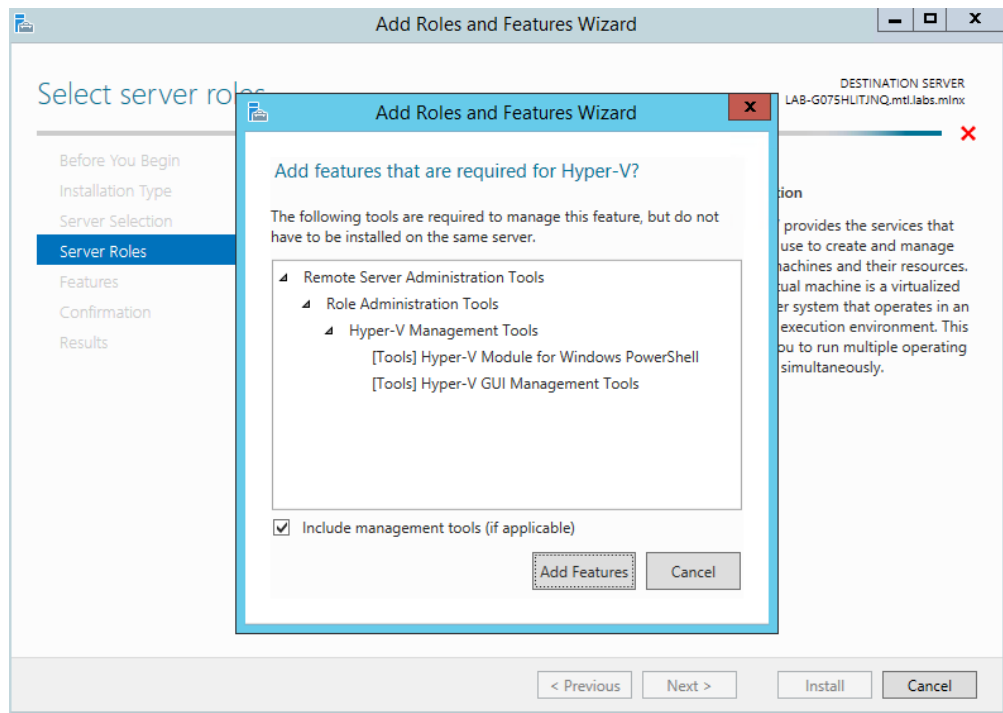 Add Roles and Features Wizard
Select server roles
DESTINATION SERVER
LAB-G075HLITJNQ.mtl.labs.mlnx
Before You Begin
Installation Type
Server Selection
Server Roles
Features
Confirmation
Results
Add Roles and Features Wizard
Add features that are required for Hyper-V?
The following tools are required to manage this feature, but do not
have to be installed on the same server.
Remote Server Administration Tools
Role Administration Tools
Hyper-V Management Tools
[Tools] Hyper-V Module for Windows PowerShell
[Tools] Hyper-V GUI Management Tools
Include management tools (if applicable)
Add Features
Cancel
provides the services that
use to create and manage
machines and their resources.
machine is a virtualized
system that operates in an
execution environment. This
to run multiple operating
simultaneously.
< Previous
Next >
Install
Cancel